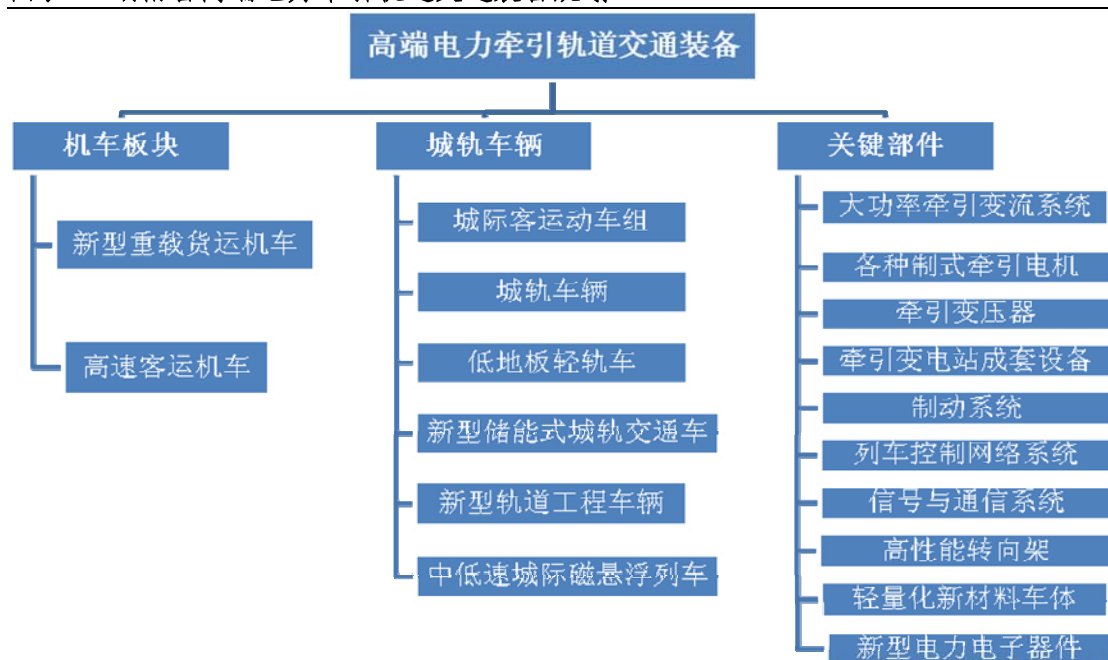 高端电力牵引轨道交通装备
机车板块
新型重载货运机车
高速客运机车
城轨车辆
城际客运动车组
城轨车辆
低地板轻轨车
新型储能式城轨交通车
新型轨道工程车辆
中低速城际磁悬浮列车
关键部件
大功率牵引变流系统
各种制式牵引电机
牵引变压器
牵引变电站成套设备
制动系统
列车控制网络系统
信号与通信系统
高性能转向架
轻量化新材料车体
新型电力电子器件